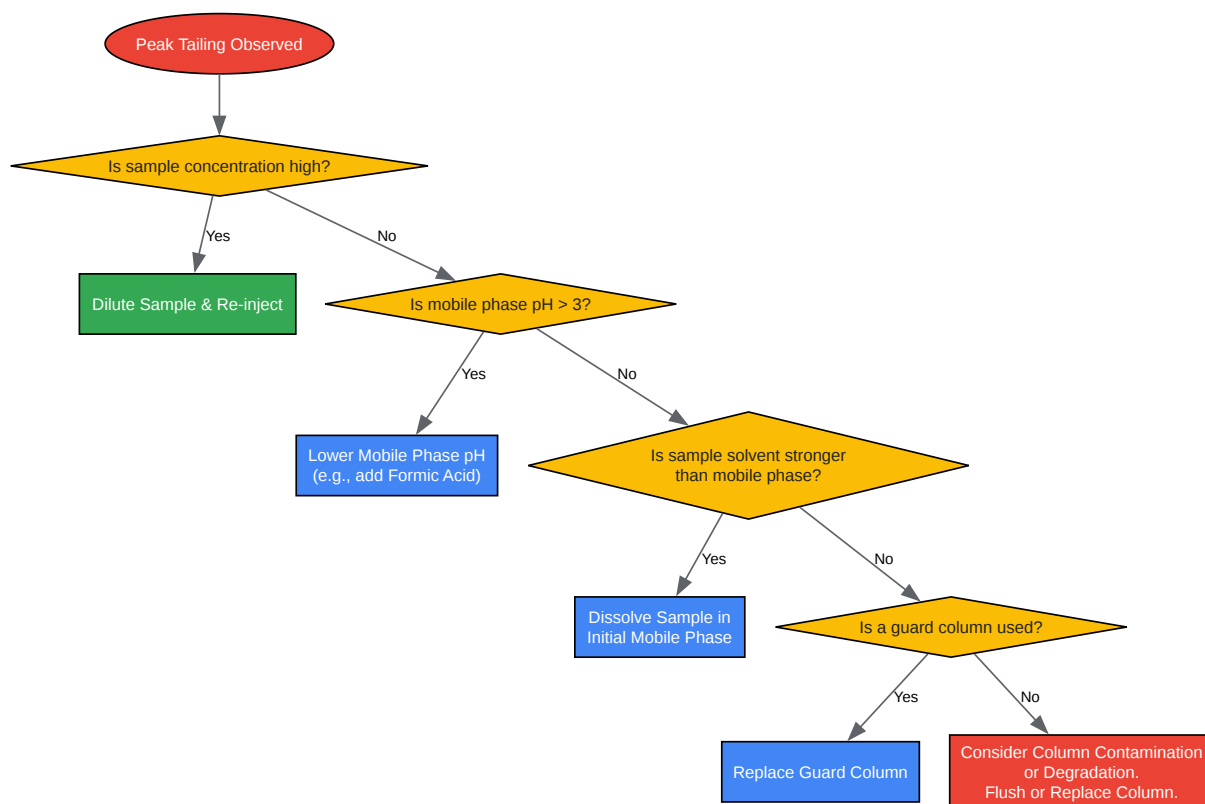 Peak Tailing Observed
Is sample concentration high?
Yes
No
Dilute Sample & Re-inject
Is mobile phase pH > 3?
Yes
No
Lower Mobile Phase pH
(e.g., add Formic Acid)
Is sample solvent stronger
than mobile phase?
Yes
No
Dissolve Sample in
Initial Mobile Phase
Is a guard column used?
Yes
No
Replace Guard Column
Consider Column Contamination
or Degradation.
Flush or Replace Column.